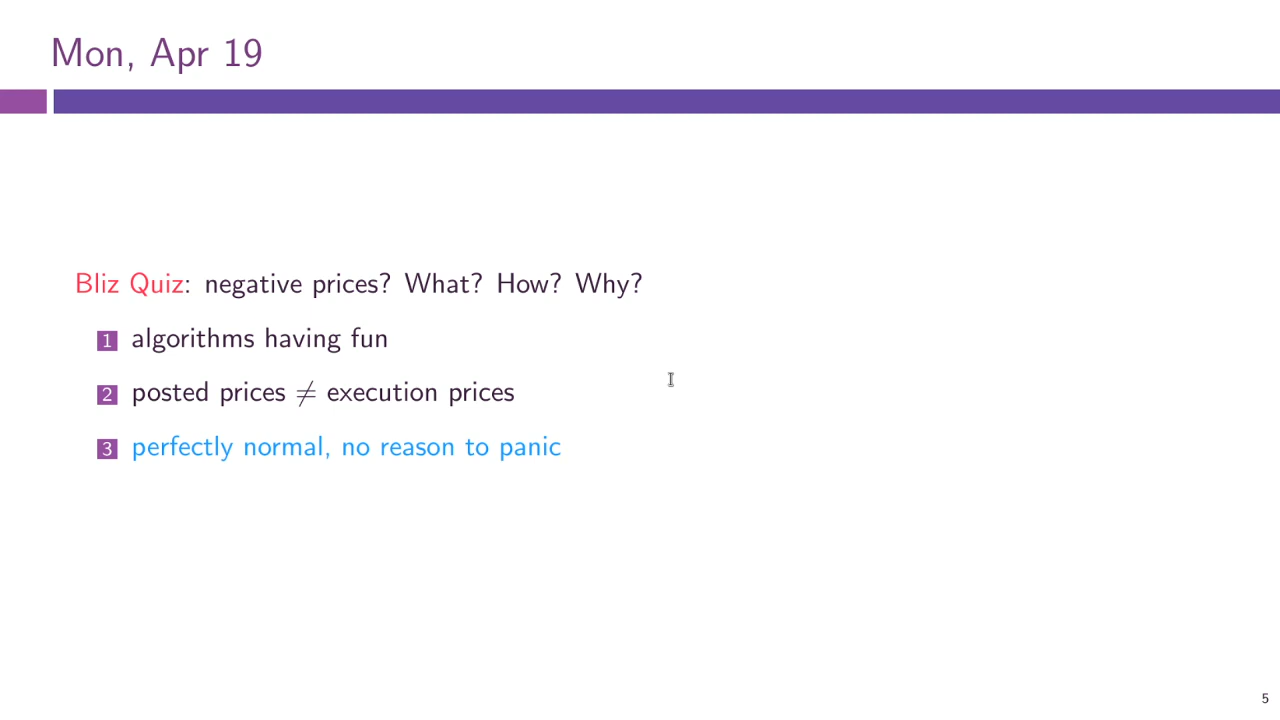 Mon, Apr 19
Bliz Quiz: negative prices? What? How? Why?
1 algorithms having fun
2 posted prices ≠ execution prices
3 perfectly normal, no reason to panic
5